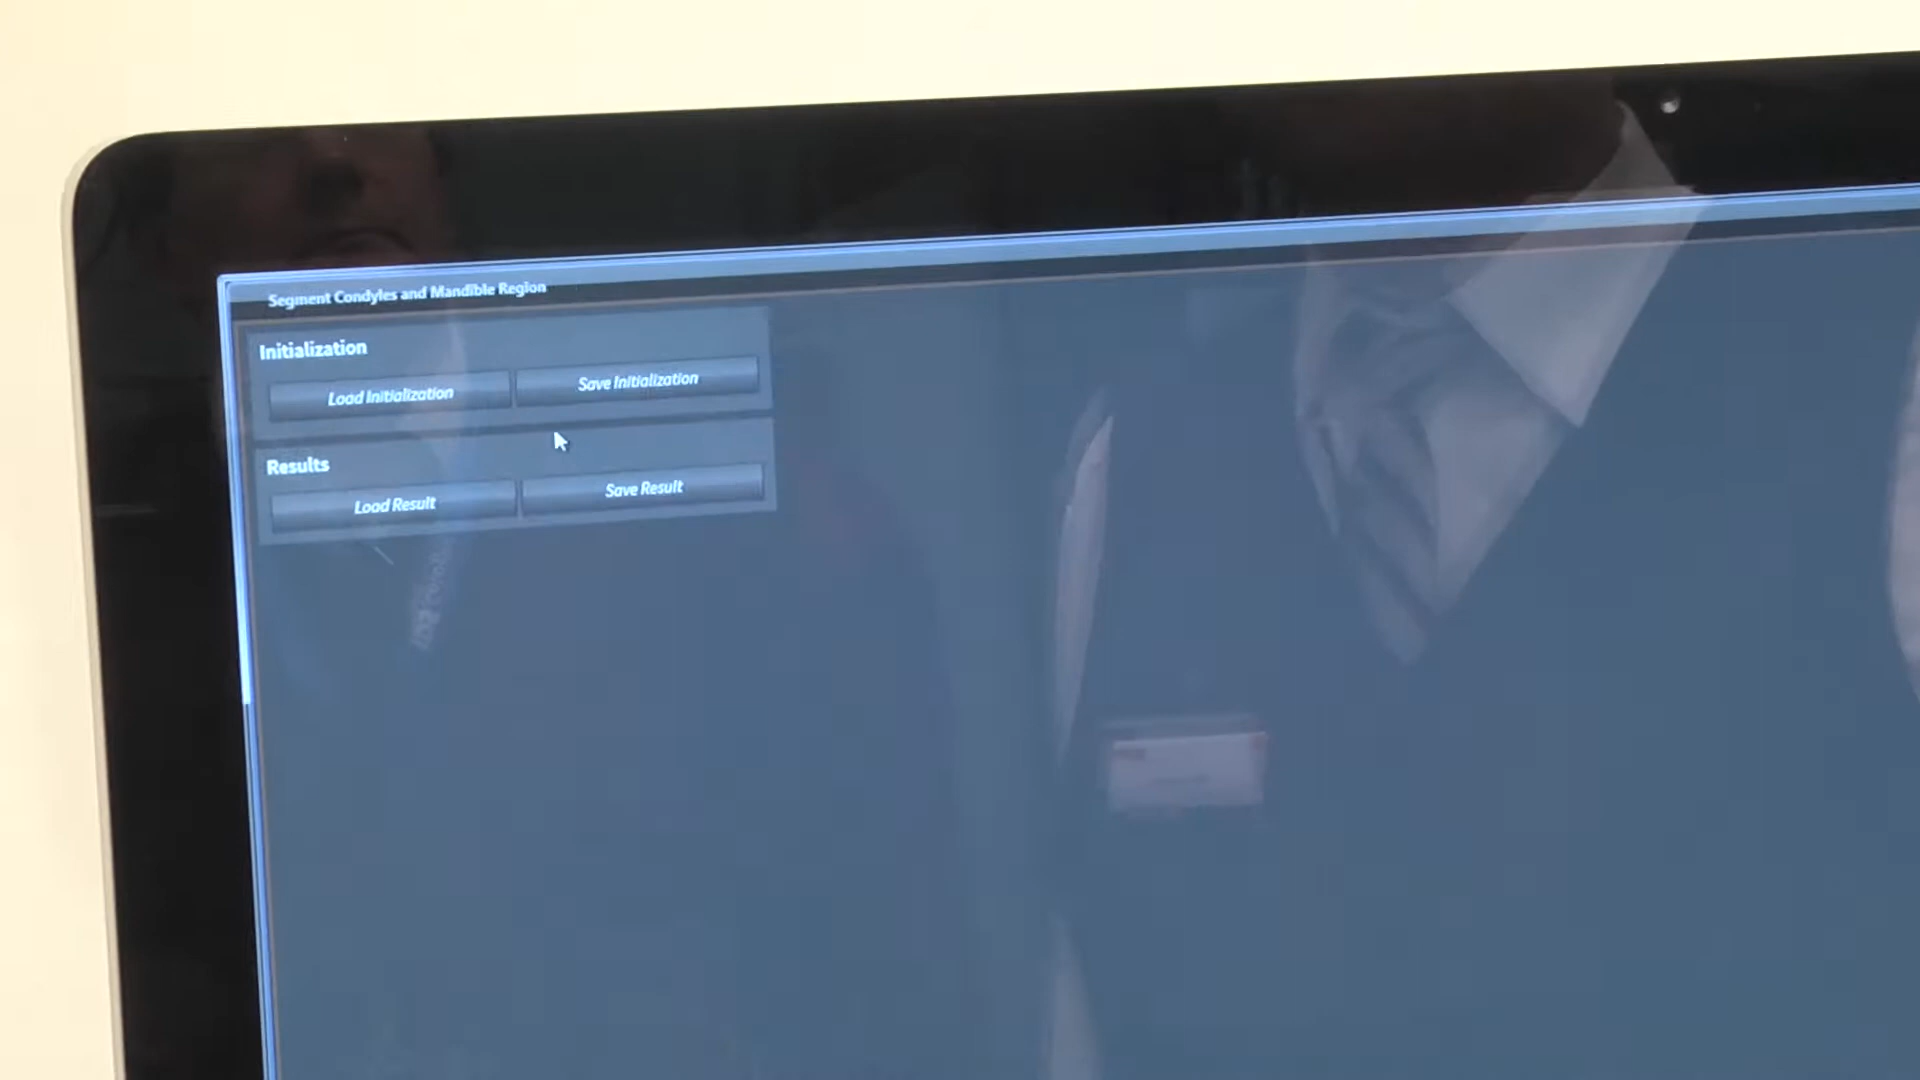 Segment Condyles and Mandible Region
Initialization
Load Initialization
Save Initialization
Results
Load Result
Save Result